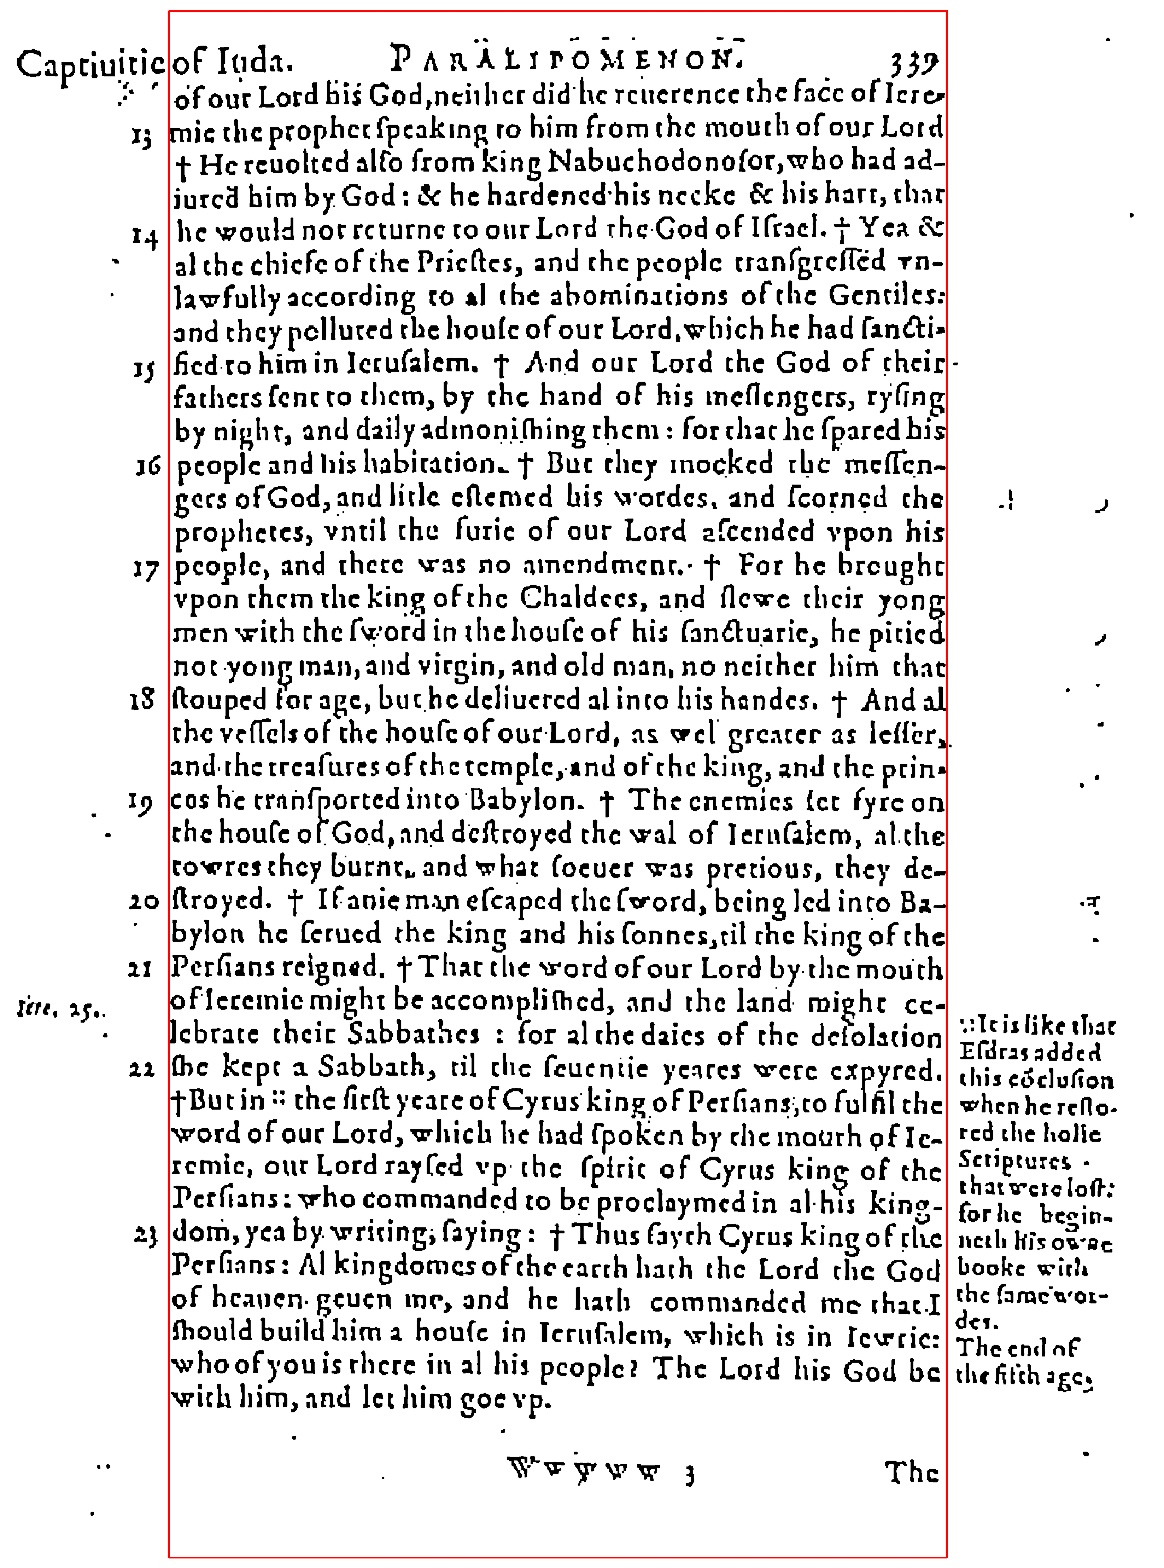 Captiuitie of Iuda. PARALIPOMENON. 339
of our Lord his God, neither did he reuerence the face of Iere-
13 mie the prophet ſpeaking to him from the mouth of our Lord
† He reuolted alſo from king Nabuchodonoſor, who had ad-
iured him by God: & he hardened his necke & his hart, that
14 he would not returne to our Lord the God of Iſrael. † Yea &
al the chiefe of the Prieſtes, and the people tranſgreſſed vn-
lawfully according to al the abominations of the Gentiles:
and they polluted the houſe of our Lord, which he had ſancti-
15 fied to him in Ieruſalem. † And our Lord the God of their
fathers ſent to them, by the hand of his meſſengers, ryſing
by night, and daily admoniſhing them: for that he ſpared his
16 people and his habitation. † But they mocked the meſſen-
gers of God, and litle eſtemed his wordes, and ſcorned the
prophetes, vntil the furie of our Lord aſcended vpon his
17 people, and there was no amendment. † For he brought
vpon them the king of the Chaldees, and ſlewe their yong
men with the ſword in the houſe of his ſanctuarie, he pitied
not yong man, and virgin, and old man, no neither him that
18 ſtouped for age, but he deliuered al into his handes. † And al
the veſſels of the houſe of our Lord, as wel greater as leſſer,
and the treaſures of the temple, and of the king, and the prin-
19 ces he tranſported into Babylon. † The enemies ſet fyre on
the houſe of God, and deſtroyed the wal of Ieruſalem, al the
towres they burnt, and what ſoeuer was pretious, they de-
20 ſtroyed. † If anie man eſcaped the ſword, being led into Ba-
bylon he ſerued the king and his ſonnes, til the king of the
21 Perſians reigned. † That the word of our Lord by the mouth
Iere. 25. of Ieremie might be accompliſhed, and the land might ce-
lebrate their Sabbathes : for al the daies of the deſolation
22 ſhe kept a Sabbath, til the ſeuentie yeares were expyred.
† But in :: the firſt yeare of Cyrus king of Perſians, to fulfil the
word of our Lord, which he had ſpoken by the mouth of Ie-
remie, our Lord rayſed vp the ſpirit of Cyrus king of the
Perſians: who commanded to be proclaymed in al his king-
23 dom, yea by writing, ſaying: † Thus ſayth Cyrus king of the
Perſians: Al kingdomes of the earth hath the Lord the God
of heauen geuen me, and he hath commanded me that I
ſhould build him a houſe in Ieruſalem, which is in Iewrie:
who of you is there in al his people? The Lord his God be
with him, and let him goe vp.
:: It is like that
Eſdras added
this cōcluſion
when he reſto-
red the holie
Scriptures
that were loſt:
for he begin-
neth his owne
booke with
the ſame wor-
des.
The end of
the fifth age.
Wwyww 3 The